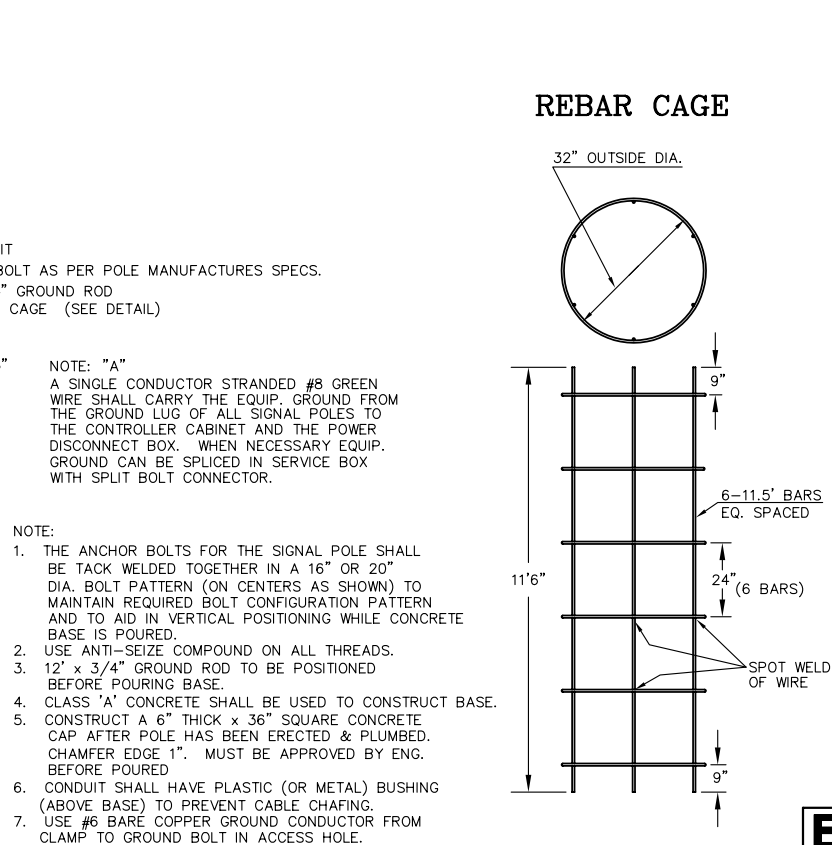 REBAR CAGE
32" OUTSIDE DIA.
IT
BOLT AS PER POLE MANUFACTURES SPECS.
" GROUND ROD
CAGE (SEE DETAIL)
"
NOTE: "A"
A SINGLE CONDUCTOR STRANDED #8 GREEN
WIRE SHALL CARRY THE EQUIP. GROUND FROM
THE GROUND LUG OF ALL SIGNAL POLES TO
THE CONTROLLER CABINET AND THE POWER
DISCONNECT BOX. WHEN NECESSARY EQUIP.
GROUND CAN BE SPLICED IN SERVICE BOX
WITH SPLIT BOLT CONNECTOR.
NOTE:
1. THE ANCHOR BOLTS FOR THE SIGNAL POLE SHALL
BE TACK WELDED TOGETHER IN A 16" OR 20"
DIA. BOLT PATTERN (ON CENTERS AS SHOWN) TO
MAINTAIN REQUIRED BOLT CONFIGURATION PATTERN
AND TO AID IN VERTICAL POSITIONING WHILE CONCRETE
BASE IS POURED.
2. USE ANTI-SEIZE COMPOUND ON ALL THREADS.
3. 12' x 3/4" GROUND ROD TO BE POSITIONED
BEFORE POURING BASE.
4. CLASS 'A' CONCRETE SHALL BE USED TO CONSTRUCT BASE.
5. CONSTRUCT A 6" THICK x 36" SQUARE CONCRETE
CAP AFTER POLE HAS BEEN ERECTED & PLUMBED.
CHAMFER EDGE 1". MUST BE APPROVED BY ENG.
BEFORE POURED
6. CONDUIT SHALL HAVE PLASTIC (OR METAL) BUSHING
(ABOVE BASE) TO PREVENT CABLE CHAFING.
7. USE #6 BARE COPPER GROUND CONDUCTOR FROM
CLAMP TO GROUND BOLT IN ACCESS HOLE.
9"
6-11.5' BARS
EQ. SPACED
11'6"
24"
(6 BARS)
SPOT WELD
OF WIRE
9"